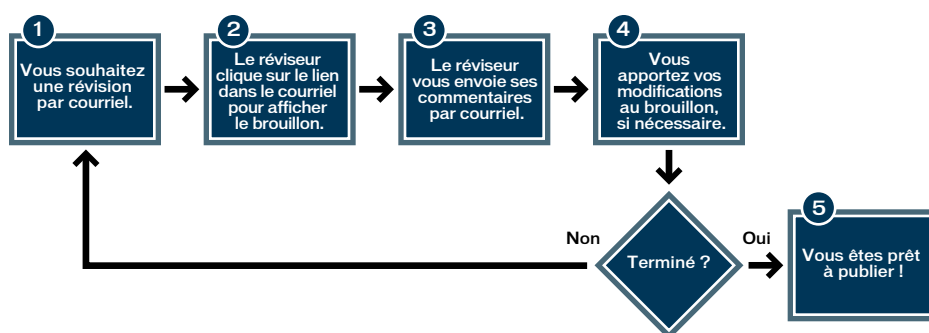 1
Vous souhaitez
une révision
par courriel.
2
Le réviseur
clique sur le lien
dans le courriel
pour afficher
le brouillon.
3
Le réviseur
vous envoie ses
commentaires
par courriel.
4
Vous
apportez vos
modifications
au brouillon,
si nécessaire.
Non
Terminé ?
Oui
5
Vous êtes prêt
à publier !